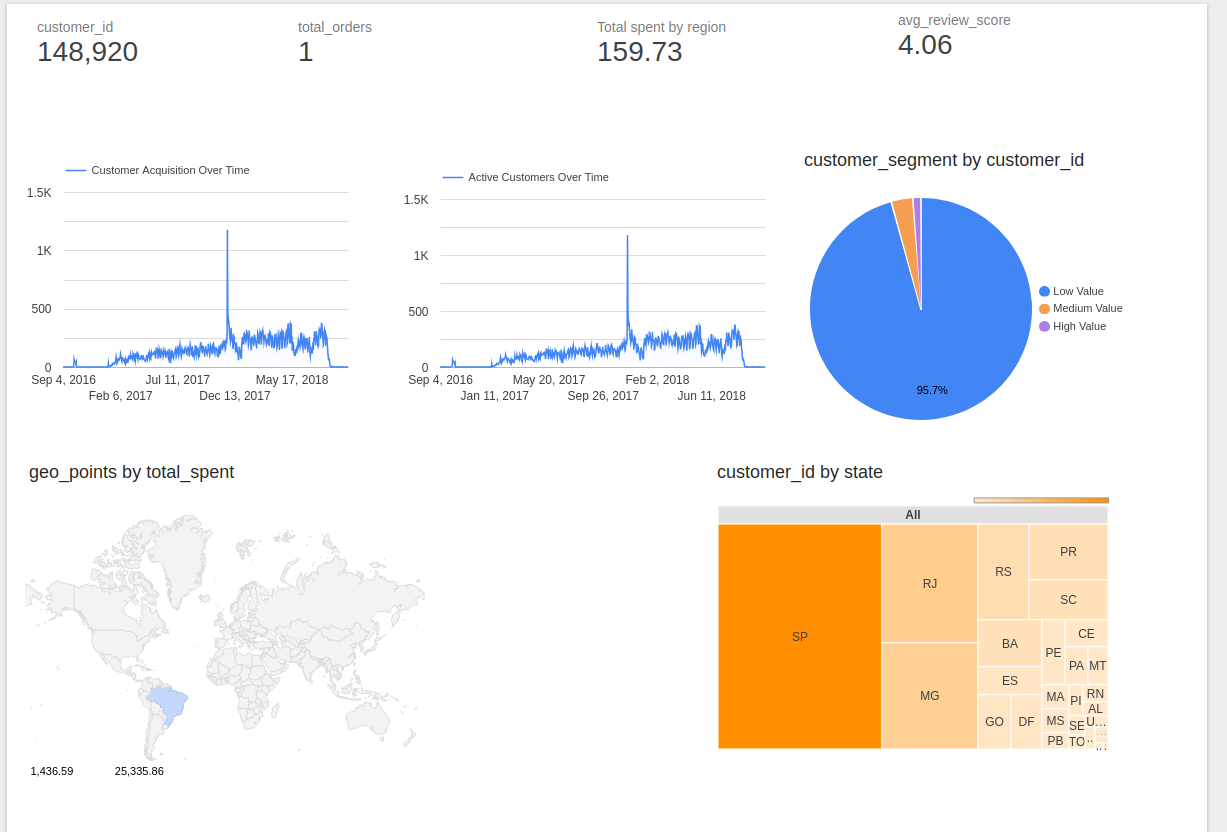 customer_id
148,920
total_orders
1
Total spent by region
159.73
avg_review_score
4.06
Customer Acquisition Over Time
1.5K
1K
500
0
Sep 4, 2016
Jul 11, 2017
May 17, 2018
Feb 6, 2017
Dec 13, 2017
Active Customers Over Time
1.5K
1K
500
0
Sep 4, 2016
May 20, 2017
Feb 2, 2018
Jan 11, 2017
Sep 26, 2017
Jun 11, 2018
customer_segment by customer_id
Low Value
Medium Value
High Value
95.7%
geo_points by total_spent
1,436.59
25,335.86
customer_id by state
All
SP
RJ
MG
RS
PR
SC
BA
ES
GO
DF
PE
CE
PA
MT
MA
MS
PB
PI
SE
TO
RN
AL
U...
...
...
...